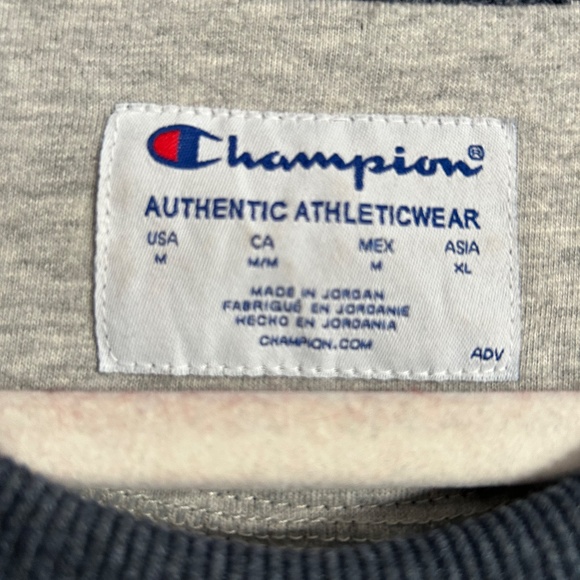 Champion®
AUTHENTIC ATHLETICWEAR
USA CA MEX ASIA
M M/M M XL
MADE IN JORDAN
FABRIQUÉ EN JORDANIE
HECHO EN JORDANIA
CHAMPION.COM
ADV